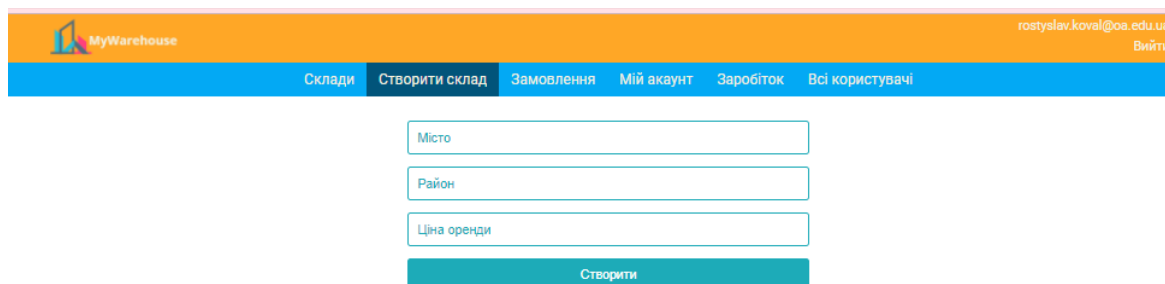 MyWarehouse
rostyslav.koval@oa.edu.ua
Вийти
Склади Створити склад Замовлення Мій акаунт Заробіток Всі користувачі
Місто
Район
Ціна оренди
Створити